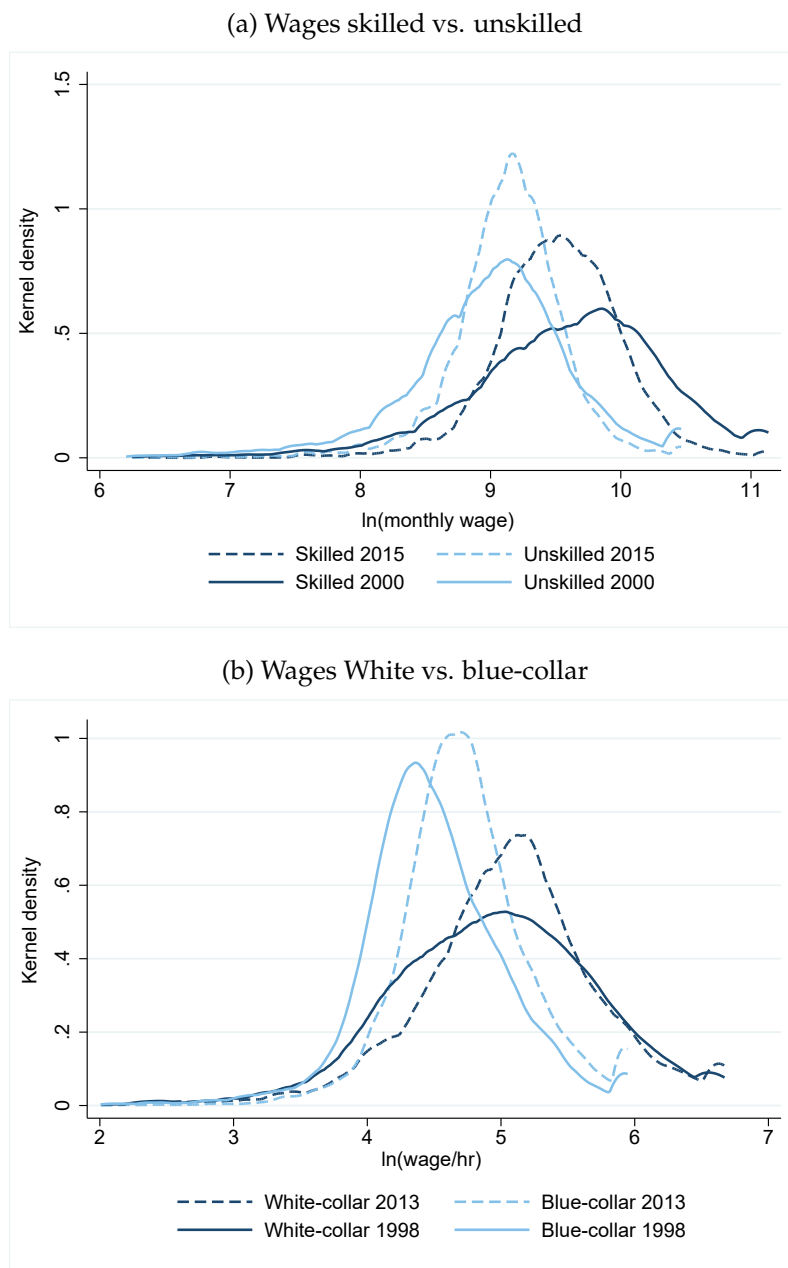 (a) Wages skilled vs. unskilled
1.5
1
.5
0
Kernel density
6 7 8 9 10 11
ln(monthly wage)
Skilled 2015 Unskilled 2015
Skilled 2000 Unskilled 2000
(b) Wages White vs. blue-collar
1
.8
.6
.4
.2
0
Kernel density
2 3 4 5 6 7
ln(wage/hr)
White-collar 2013 Blue-collar 2013
White-collar 1998 Blue-collar 1998